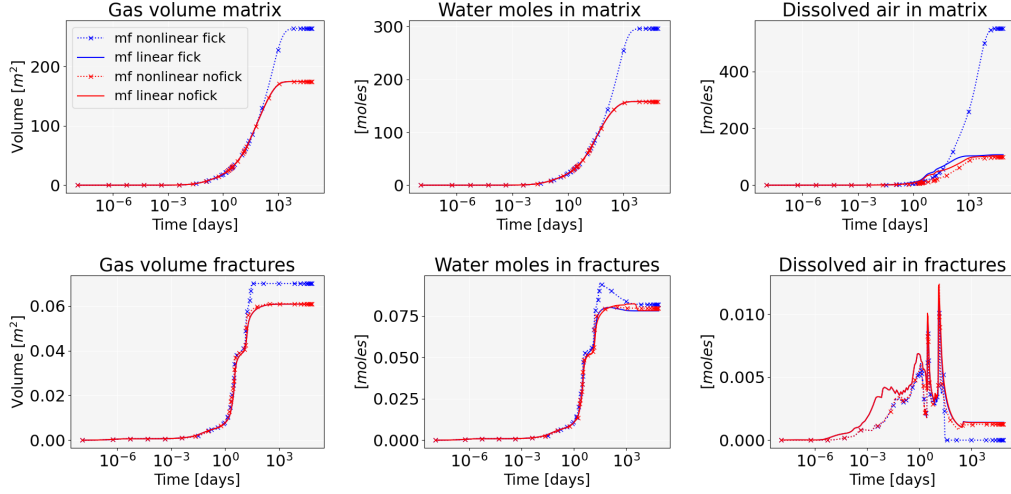 Gas volume matrix
Water moles in matrix
Dissolved air in matrix
Volume [m²]
200
100
0
mf nonlinear fick
mf linear fick
mf nonlinear nofick
mf linear nofick
10⁻⁶ 10⁻³ 10⁰ 10³
Time [days]
[moles]
300
200
100
0
10⁻⁶ 10⁻³ 10⁰ 10³
Time [days]
[moles]
400
200
0
10⁻⁶ 10⁻³ 10⁰ 10³
Time [days]
Gas volume fractures
Water moles in fractures
Dissolved air in fractures
Volume [m²]
0.06
0.04
0.02
0.00
10⁻⁶ 10⁻³ 10⁰ 10³
Time [days]
[moles]
0.075
0.050
0.025
0.000
10⁻⁶ 10⁻³ 10⁰ 10³
Time [days]
[moles]
0.010
0.005
0.000
10⁻⁶ 10⁻³ 10⁰ 10³
Time [days]